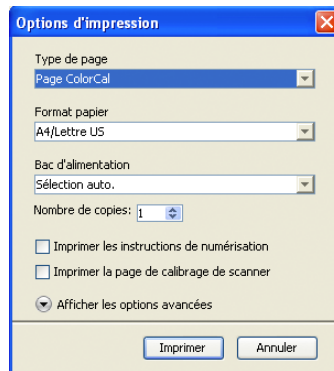 Options d'impression
Type de page
Page ColorCal
Format papier
A4/Lettre US
Bac d'alimentation
Sélection auto.
Nombre de copies: 1
Imprimer les instructions de numérisation
Imprimer la page de calibrage de scanner
Afficher les options avancées
Imprimer Annuler